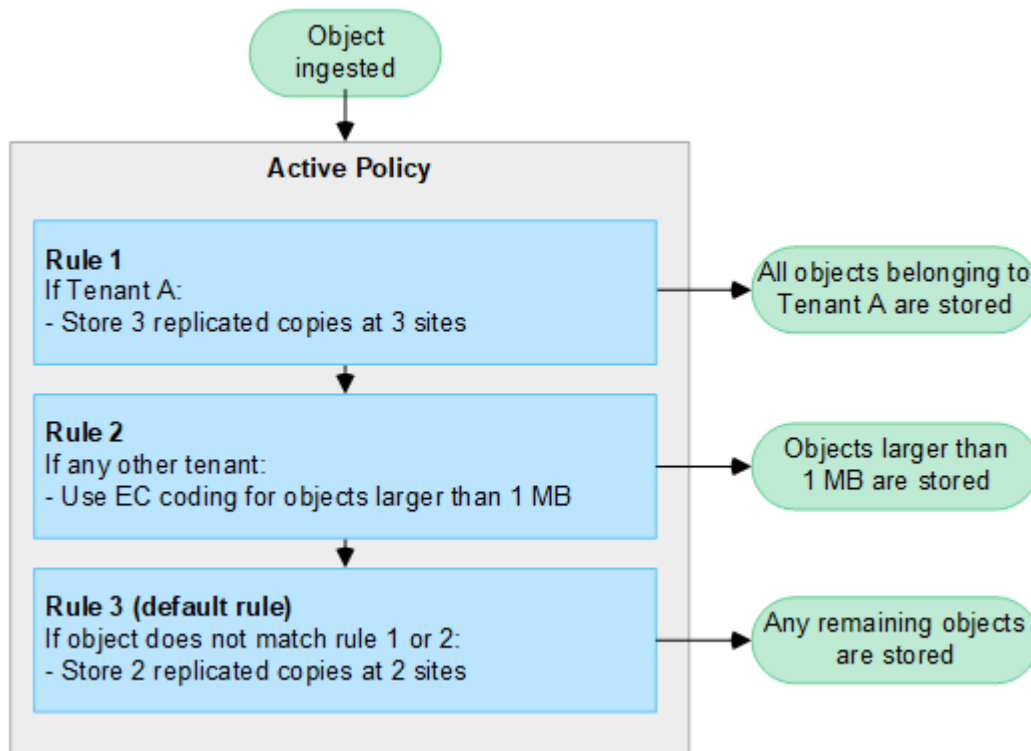 Object
ingested
Active Policy
Rule 1
If Tenant A:
- Store 3 replicated copies at 3 sites
All objects belonging to
Tenant A are stored
Rule 2
If any other tenant:
- Use EC coding for objects larger than 1 MB
Objects larger than
1 MB are stored
Rule 3 (default rule)
If object does not match rule 1 or 2:
- Store 2 replicated copies at 2 sites
Any remaining objects
are stored